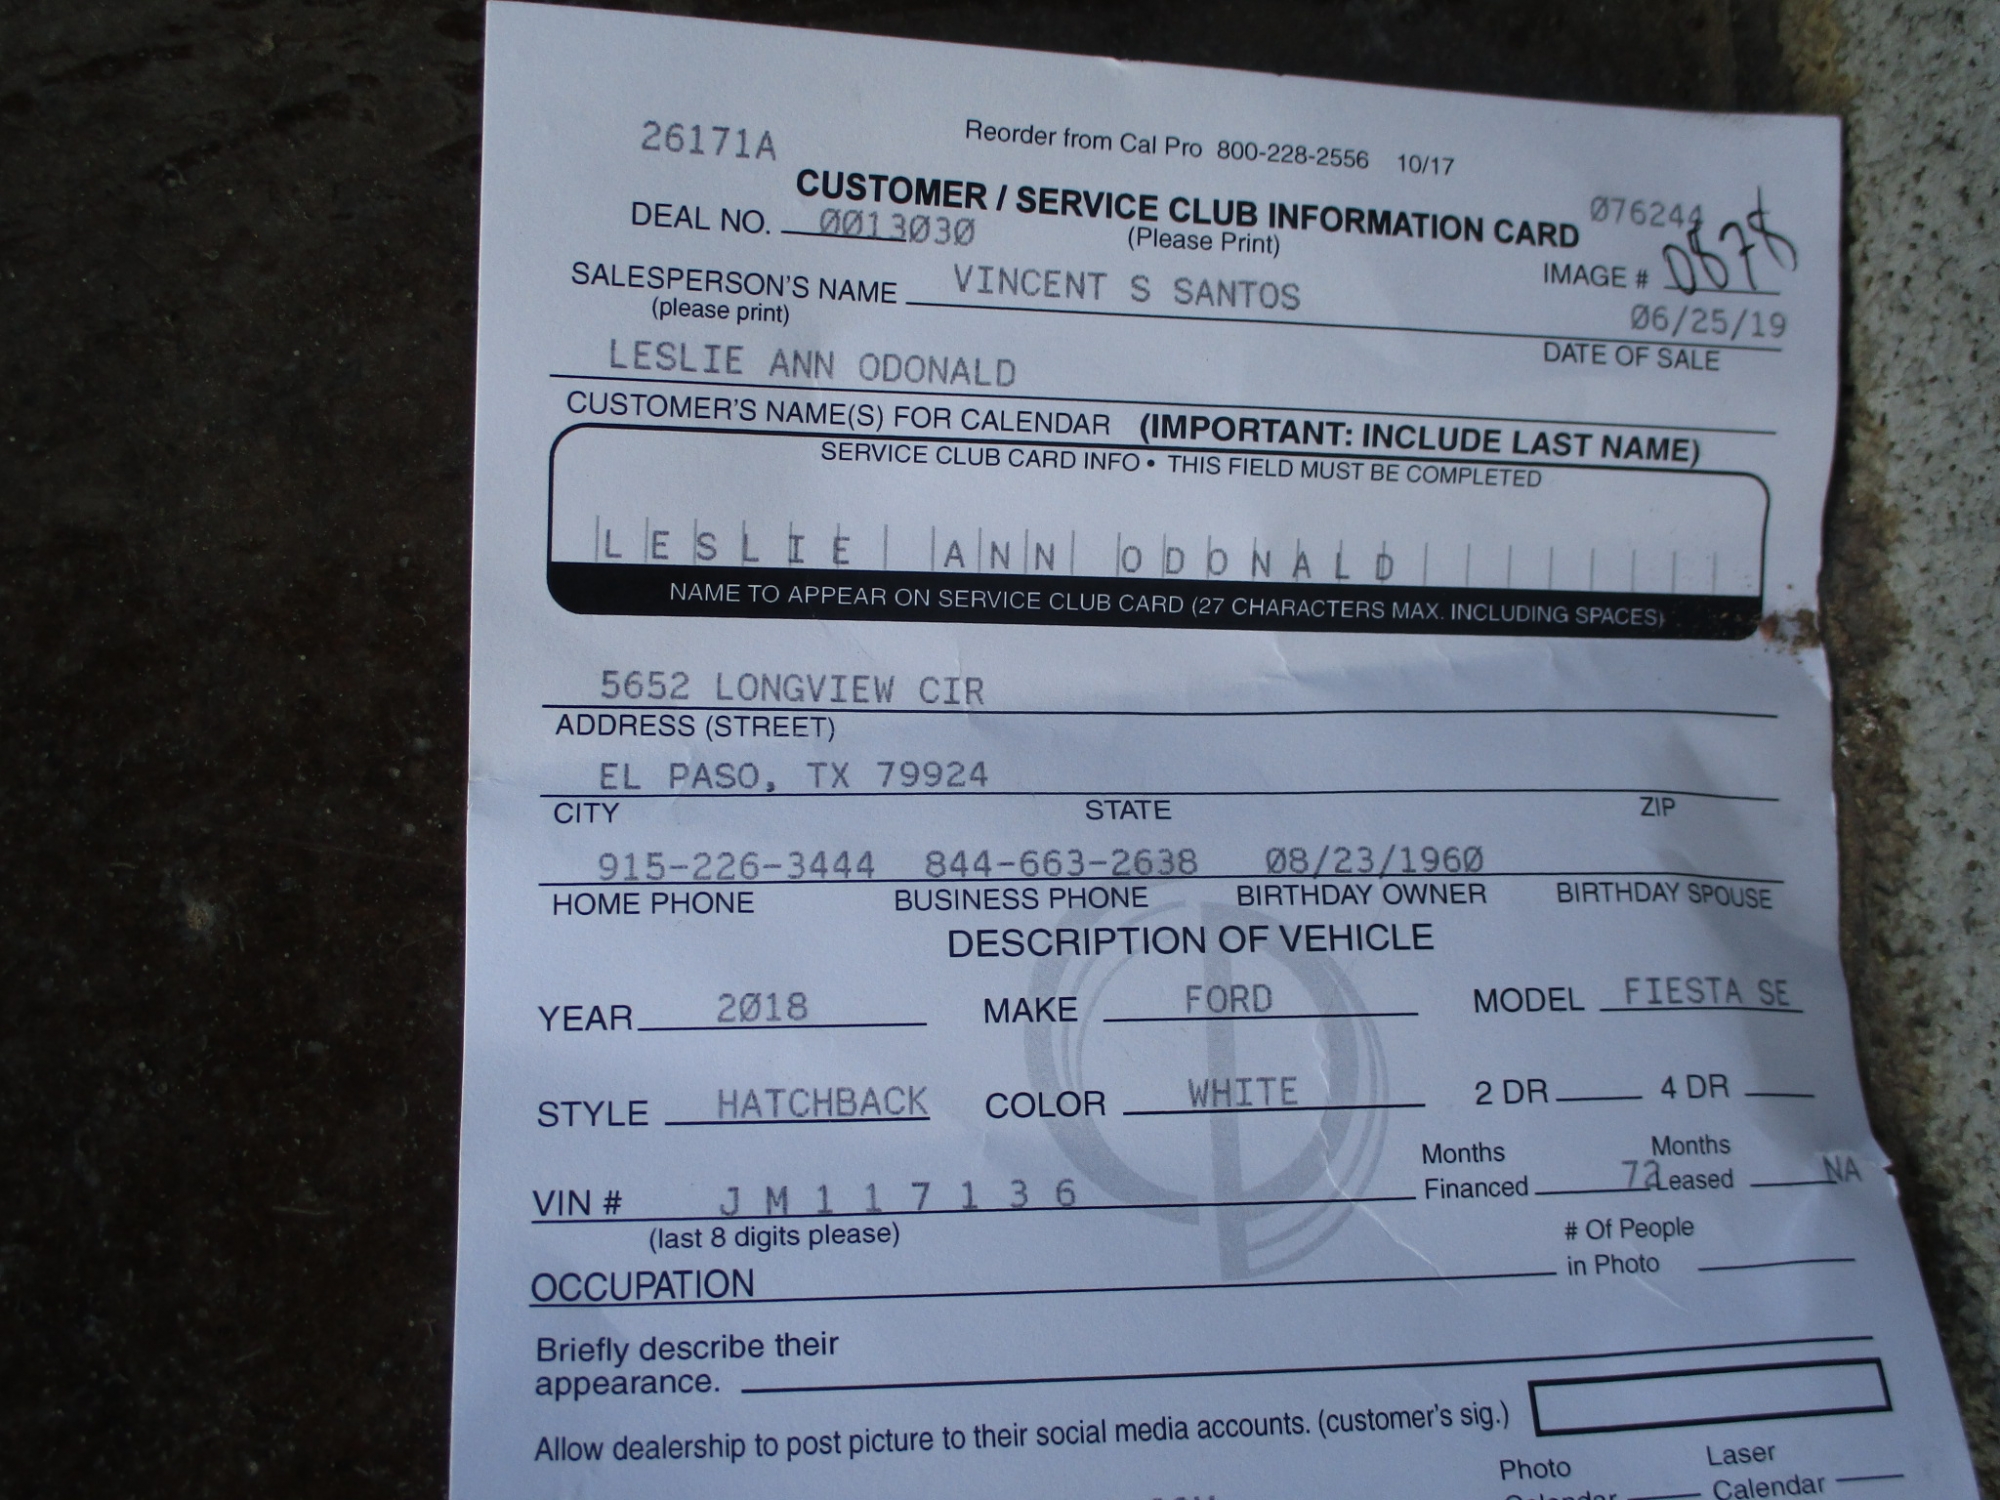 26171A Reorder from Cal Pro 800-228-2556 10/17
CUSTOMER / SERVICE CLUB INFORMATION CARD 076244
DEAL NO. 0013030 (Please Print)
IMAGE # 0878
SALESPERSON'S NAME VINCENT S SANTOS
(please print) 06/25/19
DATE OF SALE
LESLIE ANN ODONALD
CUSTOMER'S NAME(S) FOR CALENDAR (IMPORTANT: INCLUDE LAST NAME)
SERVICE CLUB CARD INFO • THIS FIELD MUST BE COMPLETED
LESLIE ANN ODONALD
NAME TO APPEAR ON SERVICE CLUB CARD (27 CHARACTERS MAX. INCLUDING SPACES)
5652 LONGVIEW CIR
ADDRESS (STREET)
EL PASO, TX 79924
CITY STATE ZIP
915-226-3444 844-663-2638 08/23/1960
HOME PHONE BUSINESS PHONE BIRTHDAY OWNER BIRTHDAY SPOUSE
DESCRIPTION OF VEHICLE
YEAR 2018 MAKE FORD MODEL FIESTA SE
STYLE HATCHBACK COLOR WHITE 2 DR 4 DR
VIN # JM117136 Months Financed 72 Months Leased NA
(last 8 digits please)
OCCUPATION # Of People in Photo
Briefly describe their
appearance.
Allow dealership to post picture to their social media accounts. (customer's sig.)
Photo Laser
Calendar Calendar